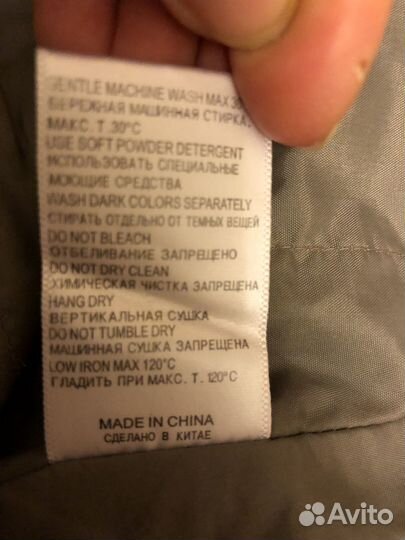 GENTLE MACHINE WASH MAX 30
БЕРЕЖНАЯ МАШИННАЯ СТИРКА,
МАКС. Т. 30°C
USE SOFT POWDER DETERGENT
ИСПОЛЬЗОВАТЬ СПЕЦИАЛЬНЫЕ
МОЮЩИЕ СРЕДСТВА
WASH DARK COLORS SEPARATELY
СТИРАТЬ ОТДЕЛЬНО ОТ ТЕМНЫХ ВЕЩЕЙ
DO NOT BLEACH
ОТБЕЛИВАНИЕ ЗАПРЕЩЕНО
DO NOT DRY CLEAN
ХИМИЧЕСКАЯ ЧИСТКА ЗАПРЕЩЕНА
HANG DRY
ВЕРТИКАЛЬНАЯ СУШКА
DO NOT TUMBLE DRY
МАШИННАЯ СУШКА ЗАПРЕЩЕНА
LOW IRON MAX 120°C
ГЛАДИТЬ ПРИ МАКС. Т. 120°C
MADE IN CHINA
СДЕЛАНО В КИТАЕ
Avito